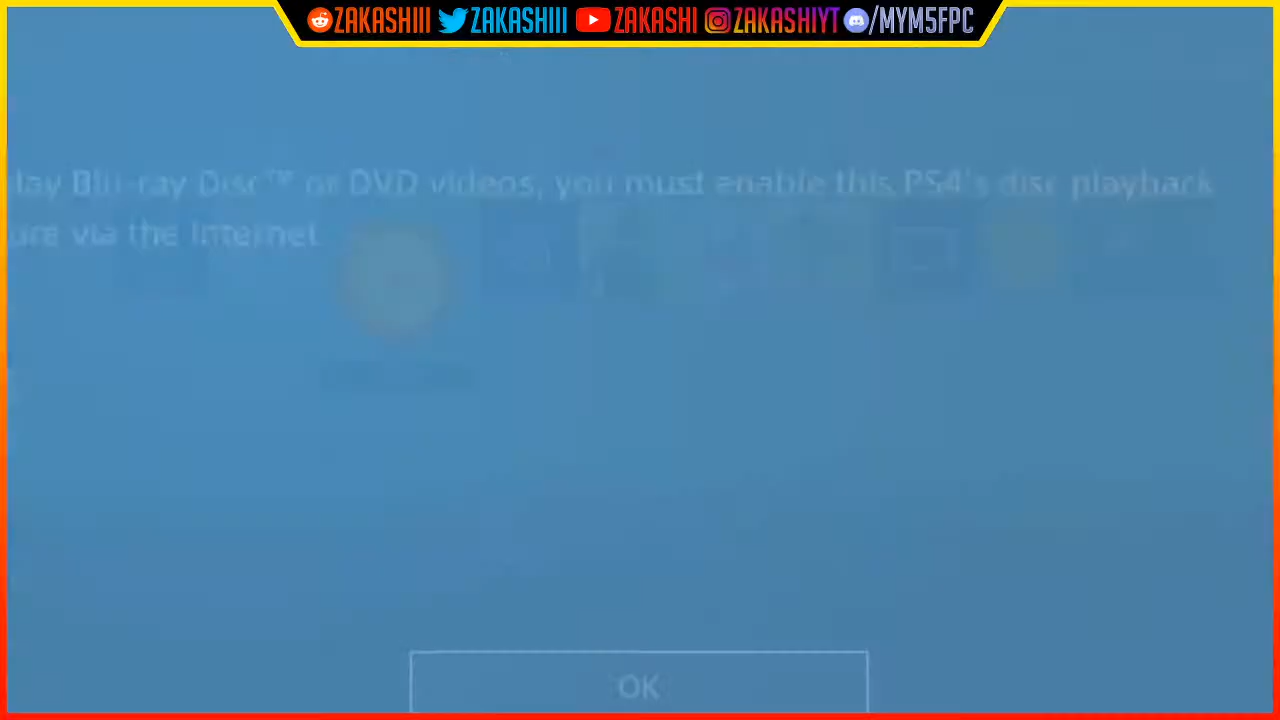 ZAKASHIII ZAKASHIII ZAKASHI ZAKASHIYT /MYM5FPC
lay Blu-ray Disc™ or DVD videos, you must enable this PS4's disc playback
ure via the Internet.
OK